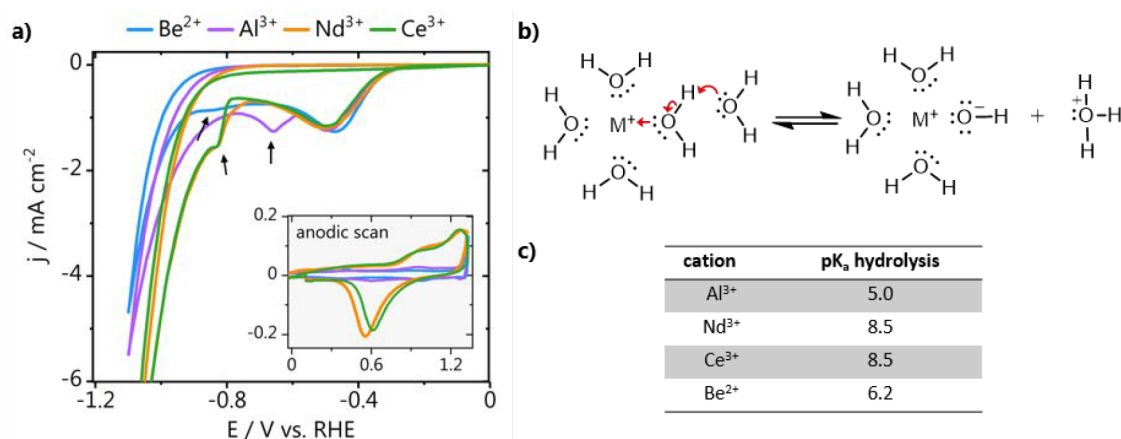 a)
Be²⁺ Al³⁺ Nd³⁺ Ce³⁺
0
-2
-4
-6
j / mA cm⁻²
-1.2 -0.8 -0.4 0
E / V vs. RHE
anodic scan
0.2
0
-0.2
0 0.6 1.2
b)
H H
O
H
O
H
M⁺
O
H
H
O
H
H
O
H H
H H
O
H
O
H
M⁺
O⁻
H
O
H H
+
H
O⁺
H
H
c)
cation pKₐ hydrolysis
Al³⁺ 5.0
Nd³⁺ 8.5
Ce³⁺ 8.5
Be²⁺ 6.2